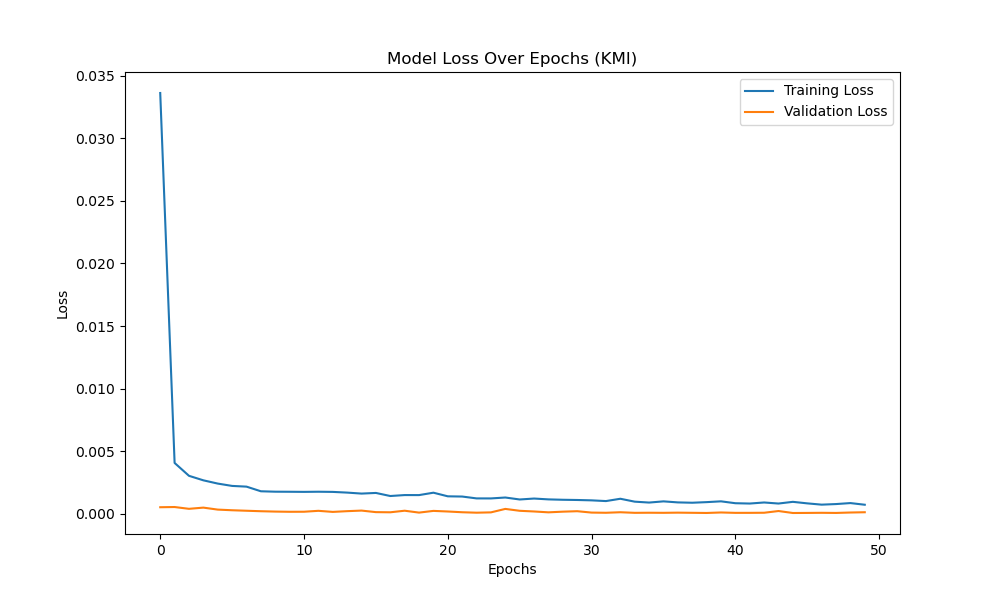 Model Loss Over Epochs (KMI)
Training Loss
Validation Loss
0.035
0.030
0.025
0.020
0.015
0.010
0.005
0.000
Loss
0 10 20 30 40 50
Epochs